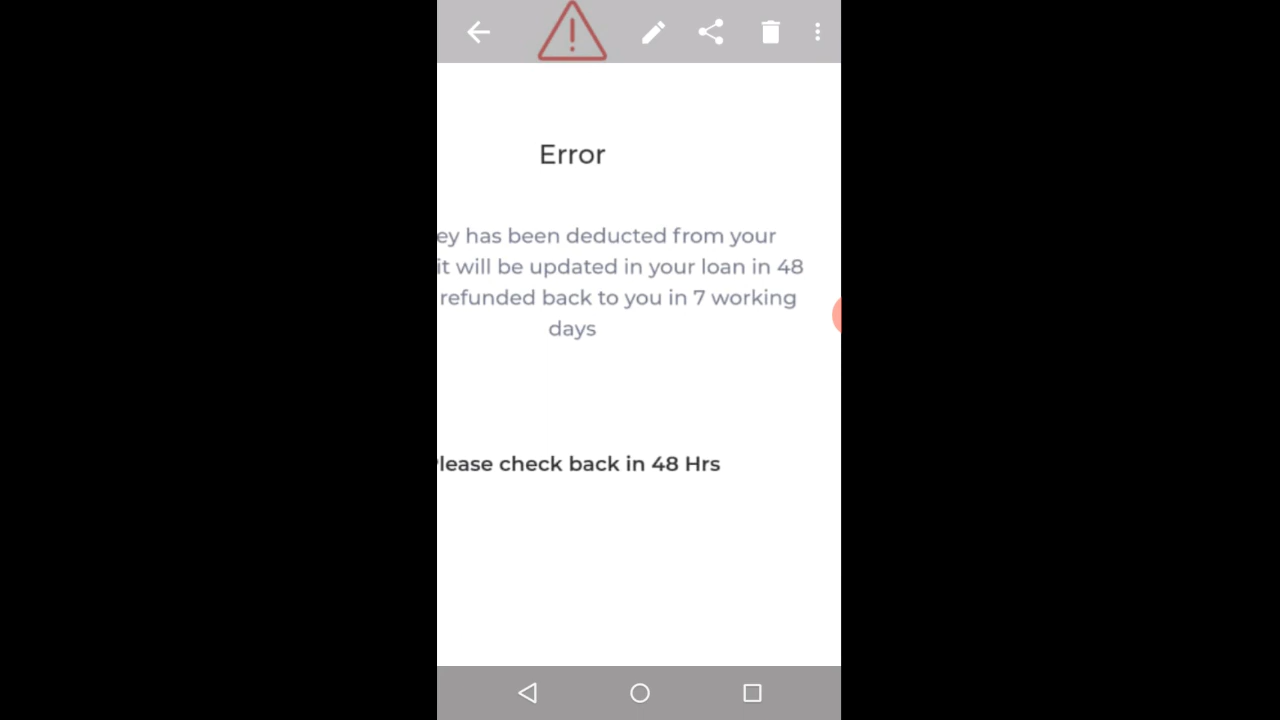 Error
ey has been deducted from your
it will be updated in your loan in 48
refunded back to you in 7 working
days
lease check back in 48 Hrs